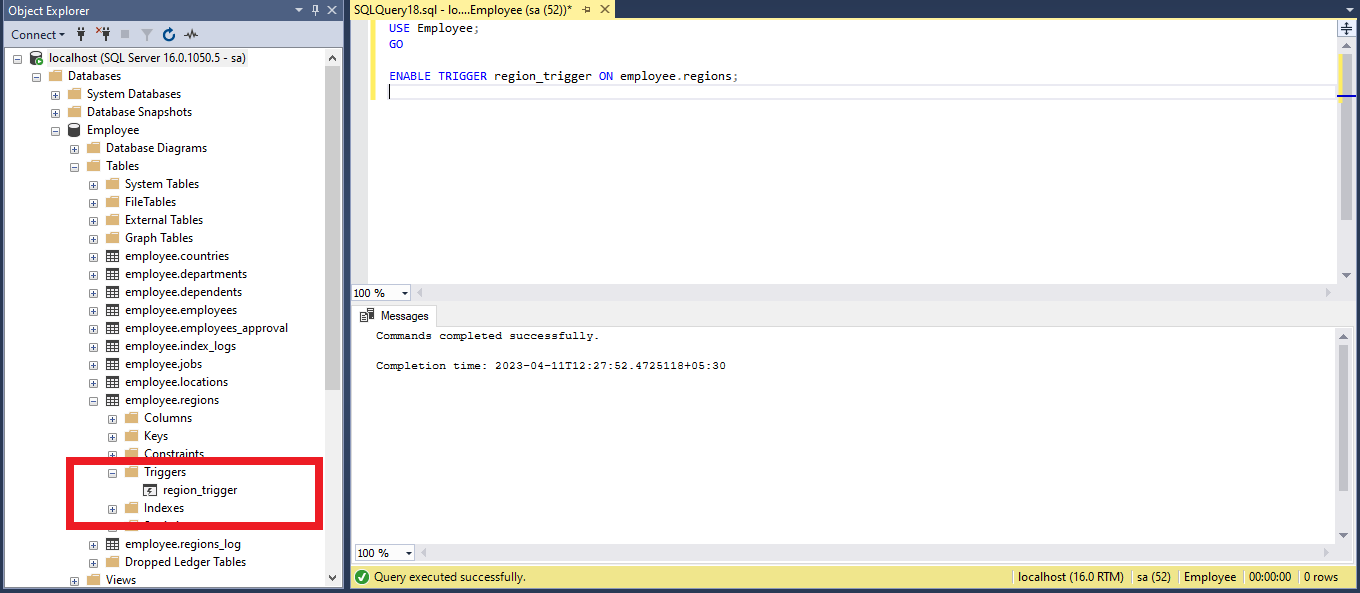 Object Explorer
Connect
localhost (SQL Server 16.0.1050.5 - sa)
Databases
System Databases
Database Snapshots
Employee
Database Diagrams
Tables
System Tables
FileTables
External Tables
Graph Tables
employee.countries
employee.departments
employee.dependents
employee.employees
employee.employees_approval
employee.index_logs
employee.jobs
employee.locations
employee.regions
Columns
Keys
Constraints
Triggers
region_trigger
Indexes
employee.regions_log
Dropped Ledger Tables
Views
SQLQuery18.sql - lo....Employee (sa (52))*
USE Employee;
GO
ENABLE TRIGGER region_trigger ON employee.regions;
100 %
Messages
Commands completed successfully.
Completion time: 2023-04-11T12:27:52.4725118+05:30
100 %
Query executed successfully.
localhost (16.0 RTM)
sa (52)
Employee
00:00:00
0 rows